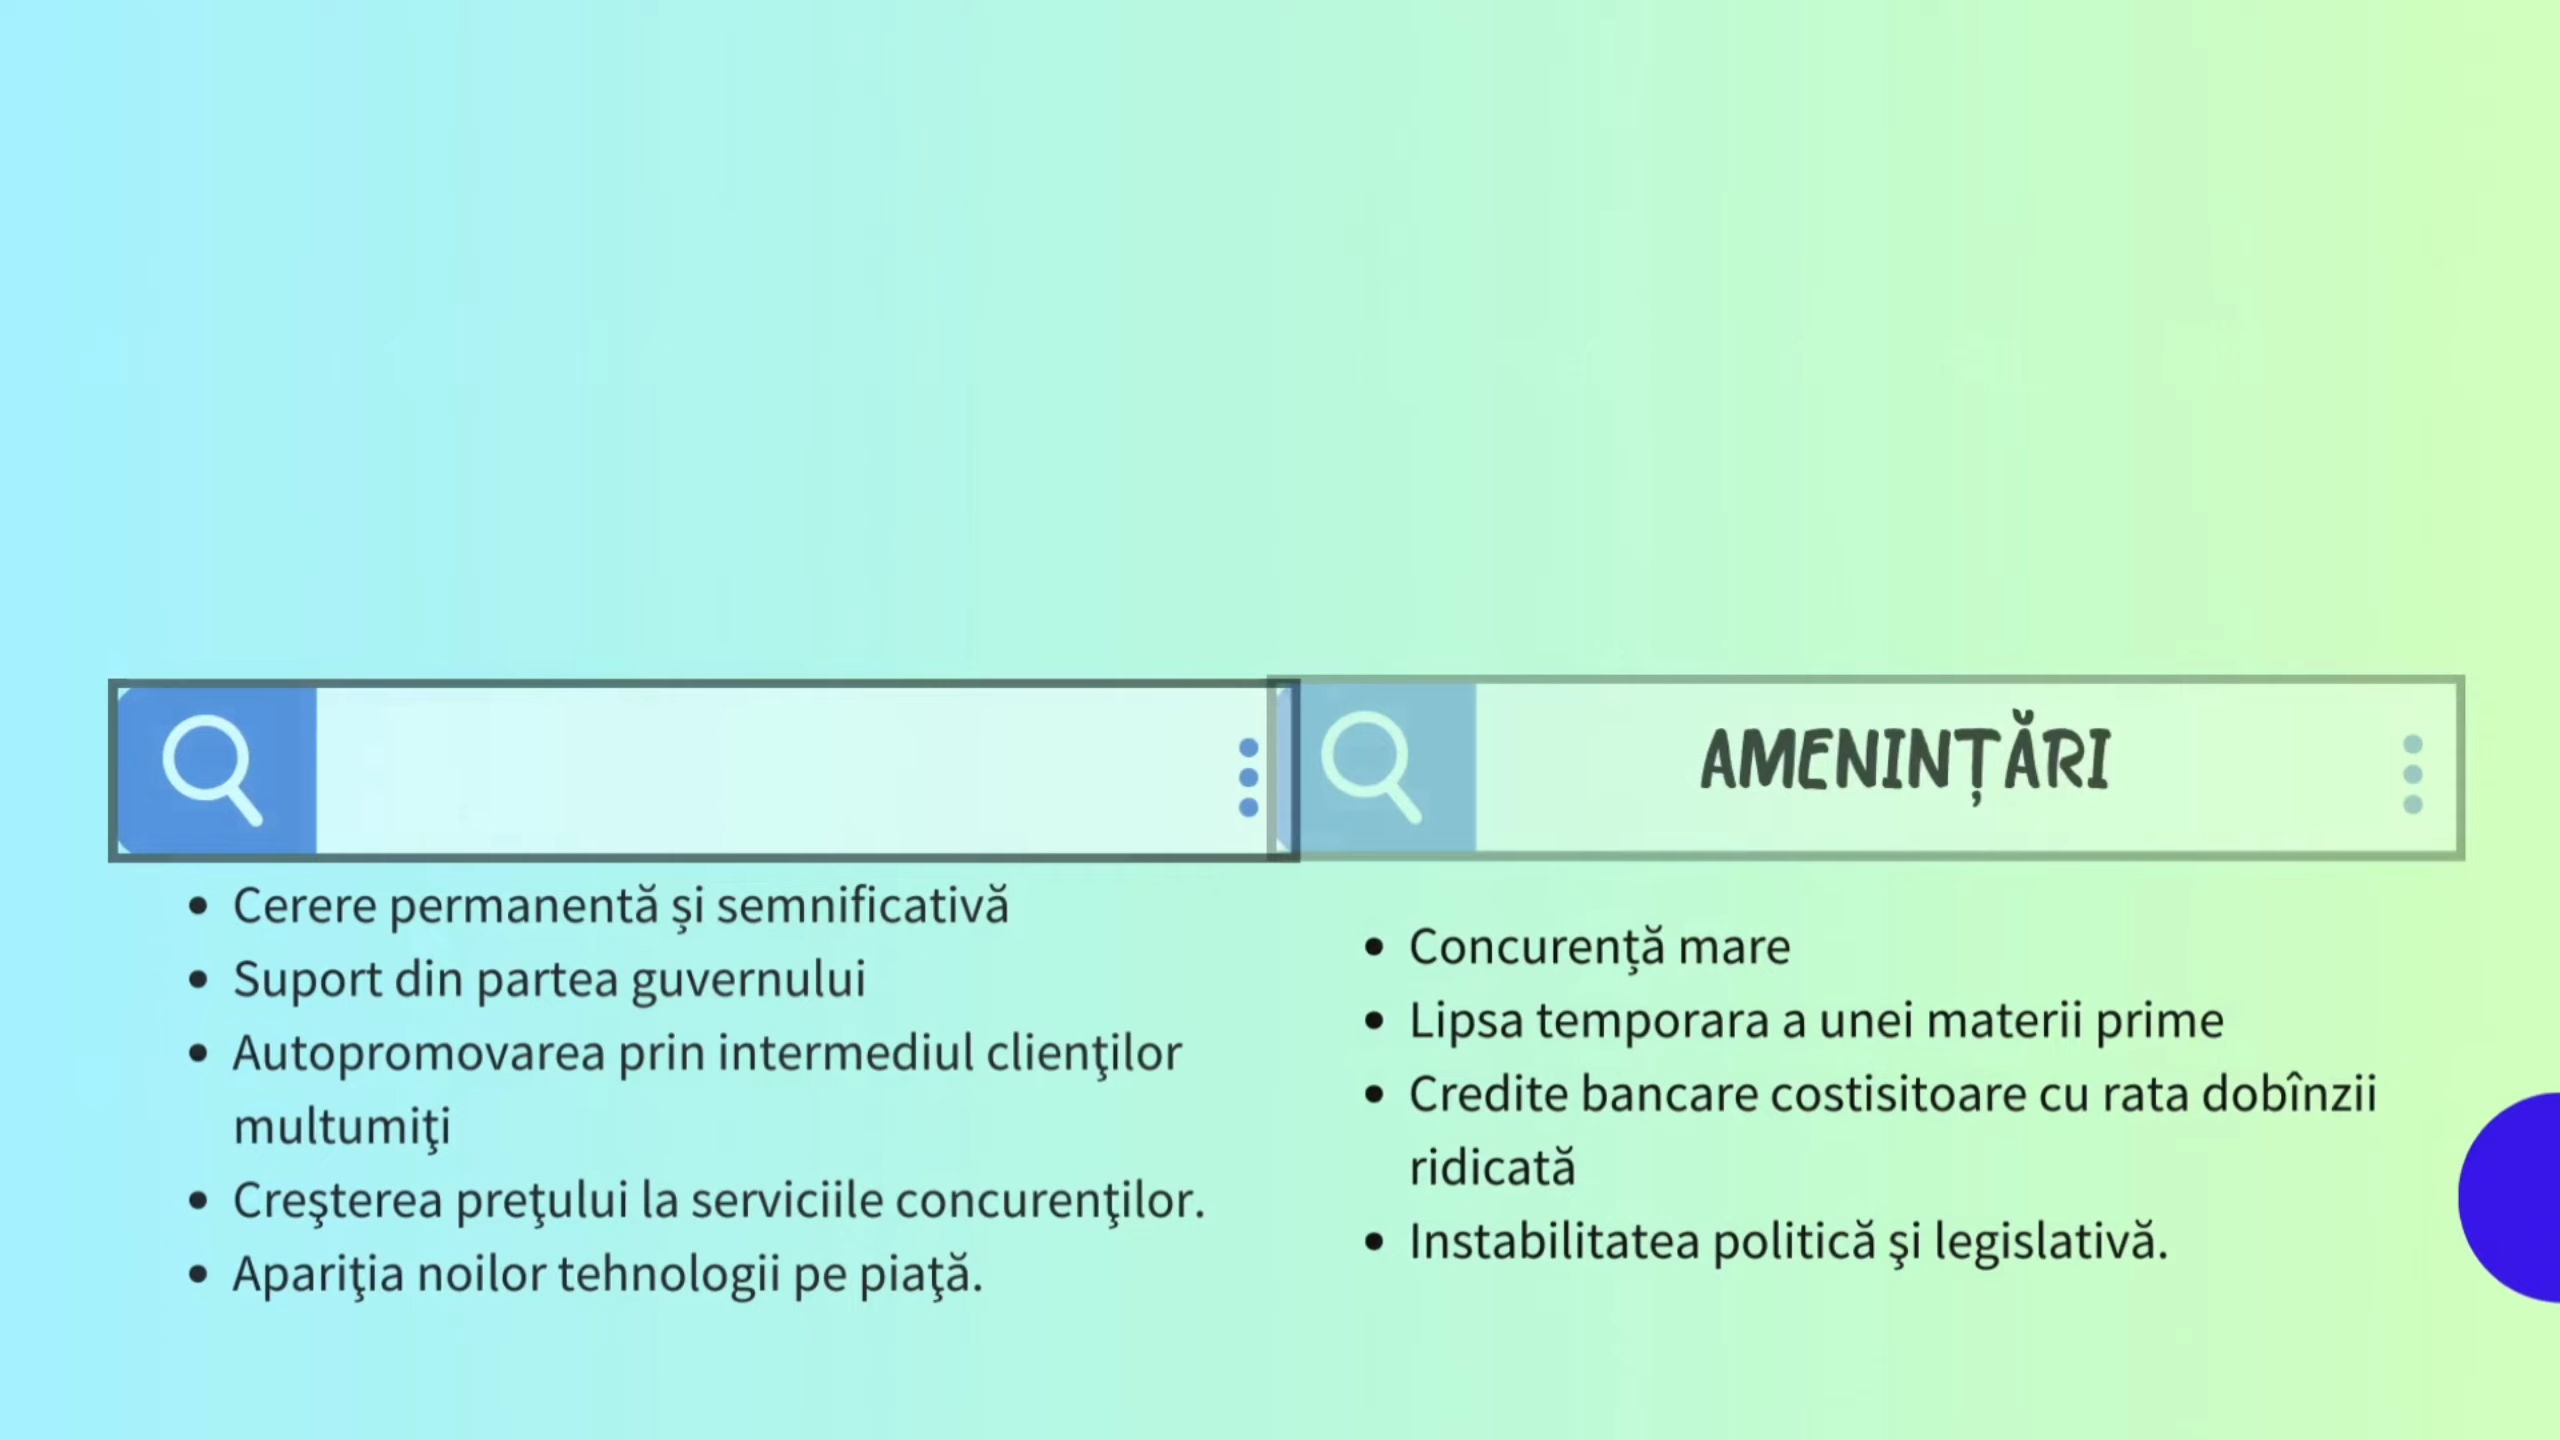 Cerere permanentă și semnificativă
Suport din partea guvernului
Autopromovarea prin intermediul clienţilor
multumiţi
Creşterea preţului la serviciile concurenţilor.
Apariţia noilor tehnologii pe piaţă.
AMENINȚĂRI
Concurență mare
Lipsa temporara a unei materii prime
Credite bancare costisitoare cu rata dobînzii
ridicată
Instabilitatea politică şi legislativă.